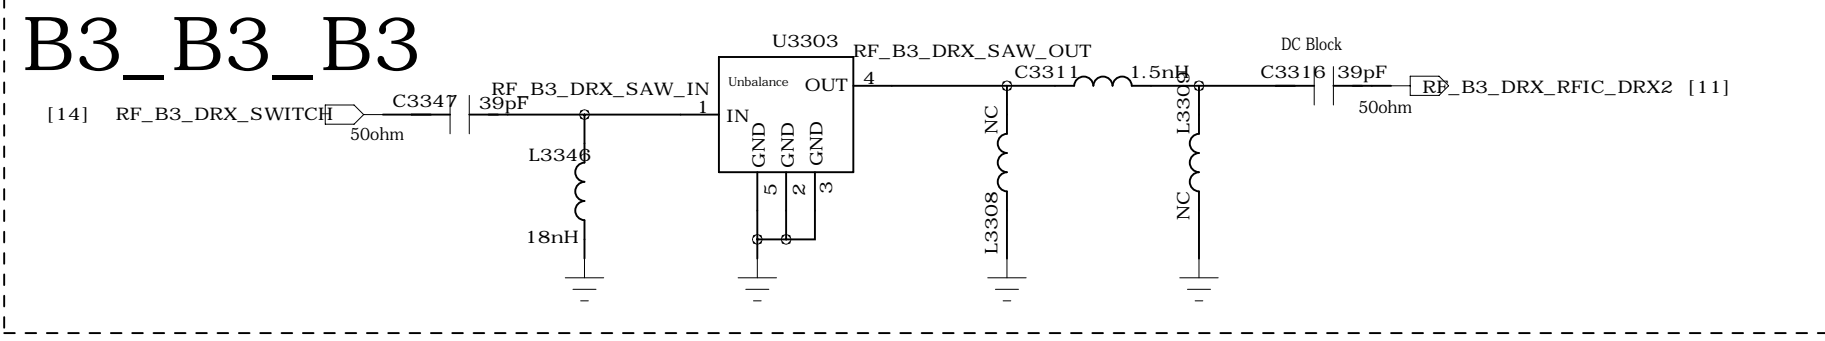 B3_B3_B3
U3303
RF_B3_DRX_SAW_OUT
DC Block
Unbalance
OUT
4
C3311
1.5nH
C3316
39pF
RF_B3_DRX_SAW_IN
1
IN
[14]
RF_B3_DRX_SWITCH
50ohm
C3347
39pF
RF_B3_DRX_RFIC_DRX2
[11]
50ohm
L3346
18nH
GND
GND
GND
5
2
3
NC
L3308
L3309
NC